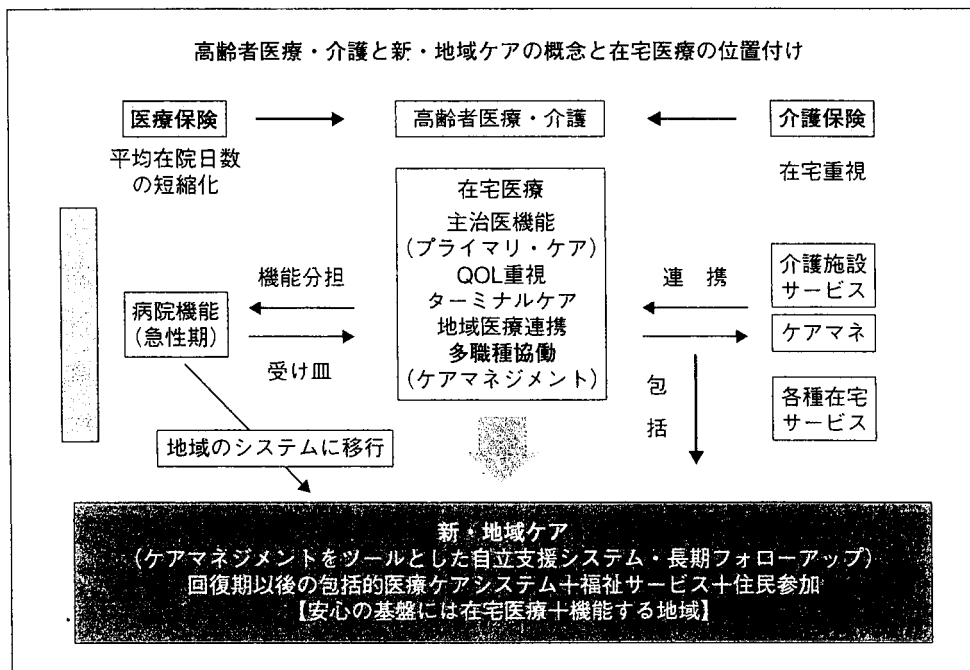 高齢者医療・介護と新・地域ケアの概念と在宅医療の位置付け
医療保険
高齢者医療・介護
介護保険
平均在院日数
の短縮化
在宅重視
在宅医療
主治医機能
(プライマリ・ケア)
QOL重視
ターミナルケア
地域医療連携
多職種協働
(ケアマネジメント)
機能分担
病院機能
(急性期)
受け皿
連携
包括
介護施設
サービス
ケアマネ
各種在宅
サービス
地域のシステムに移行
新・地域ケア
(ケアマネジメントをツールとした自立支援システム・長期フォローアップ)
回復期以後の包括的医療ケアシステム+福祉サービス+住民参加
【安心の基盤には在宅医療+機能する地域】